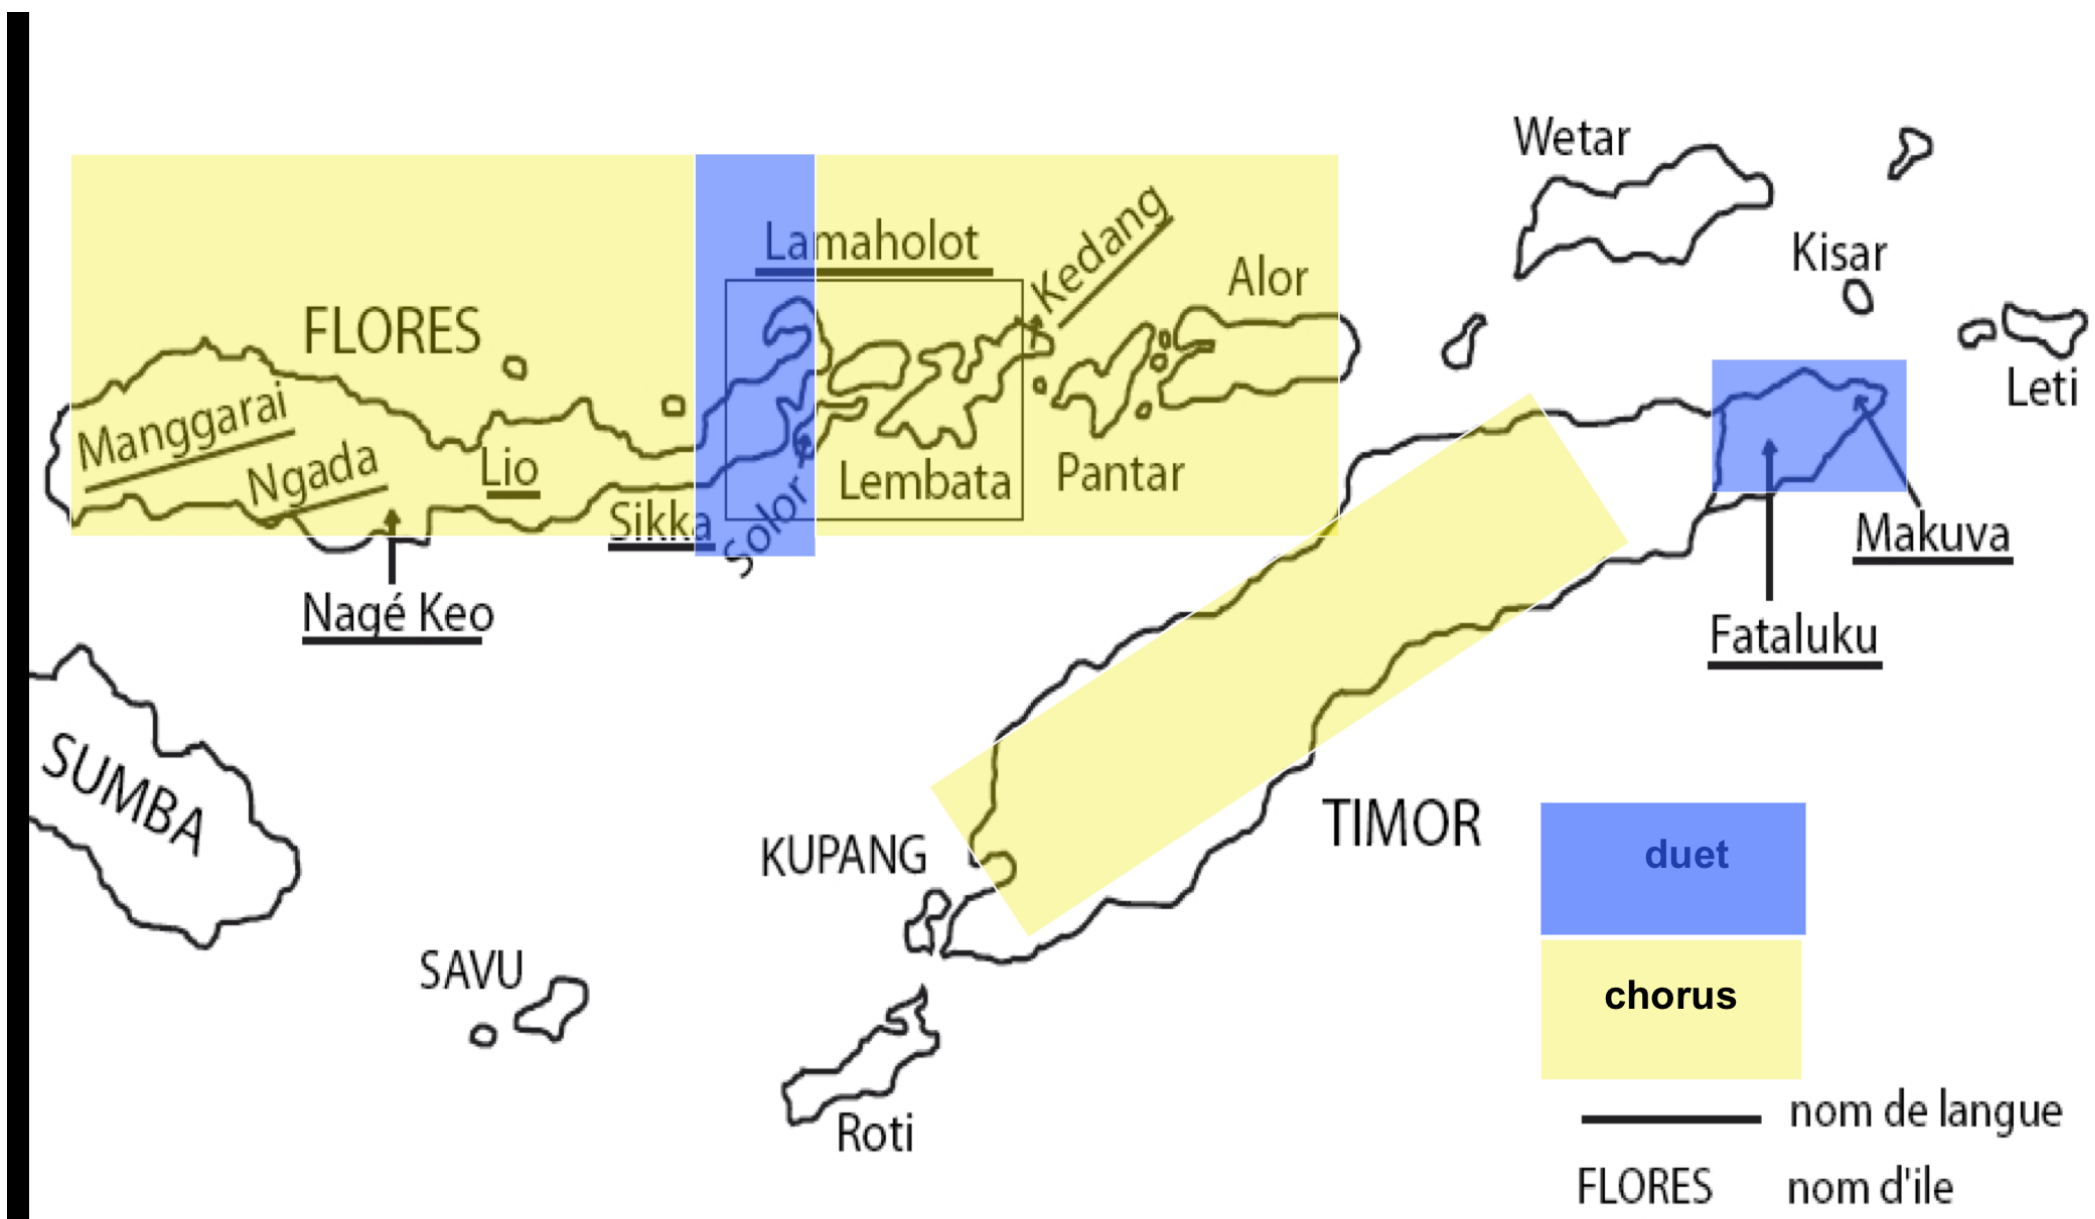 Wetar
Kedang
Lamaholot
Kisar
Alor
FLORES
Leti
Manggarai
Ngada
Lio
Lembata
Pantar
Sikka
Solor
Makuva
Nagé Keo
Fataluku
SUMBA
TIMOR
KUPANG
duet
SAVU
chorus
nom de langue
Roti
FLORES nom d'ile